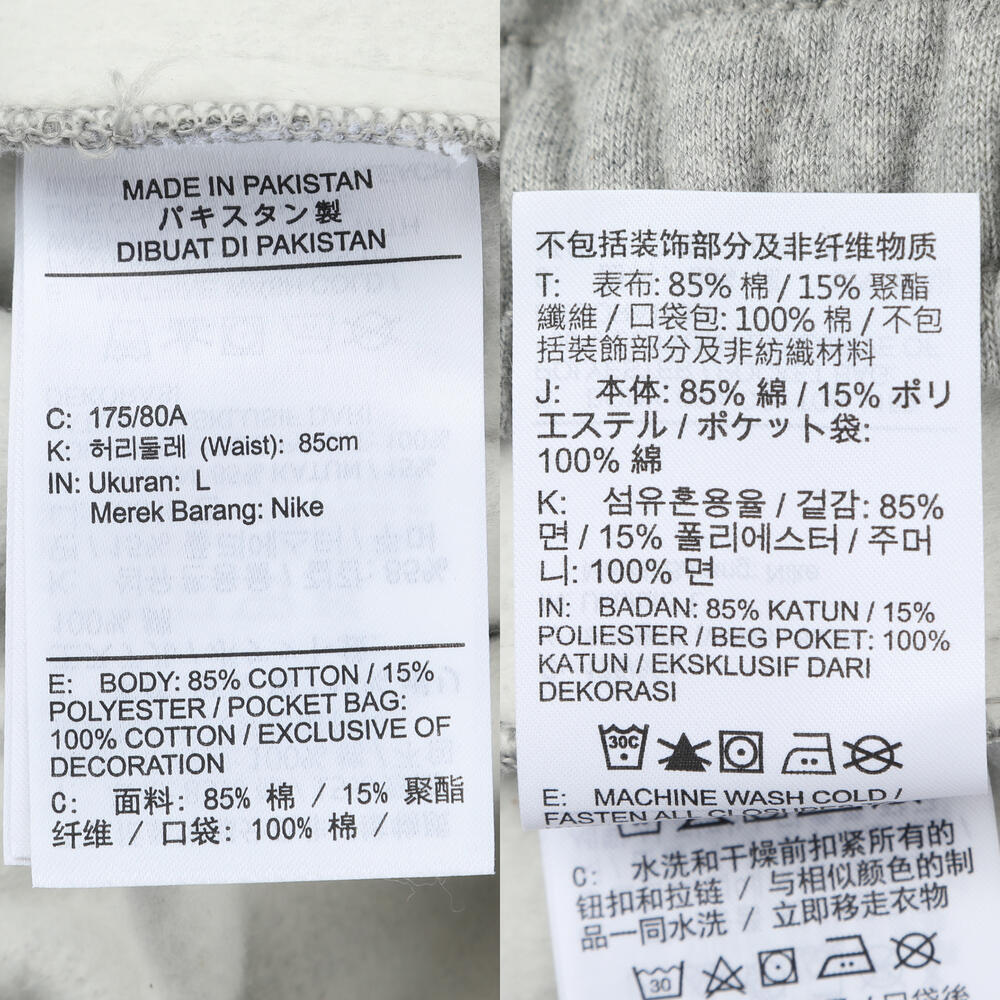 MADE IN PAKISTAN
パキスタン製
DIBUAT DI PAKISTAN
C: 175/80A
K: 허리둘레 (Waist): 85cm
IN: Ukuran: L
Merek Barang: Nike
E: BODY: 85% COTTON / 15%
POLYESTER / POCKET BAG:
100% COTTON / EXCLUSIVE OF
DECORATION
C: 面料: 85% 棉 / 15% 聚酯
纤维 / 口袋: 100% 棉 /
不包括装饰部分及非纤维物质
T: 表布: 85% 棉 / 15% 聚酯
纖維 / 口袋包: 100% 棉 / 不包
括裝飾部分及非紡織材料
J: 本体: 85% 綿 / 15% ポリ
エステル / ポケット袋:
100% 綿
K: 섬유혼용율 / 겉감: 85%
면 / 15% 폴리에스터 / 주머
니: 100% 면
IN: BADAN: 85% KATUN / 15%
POLIESTER / BEG POKET: 100%
KATUN / EKSKLUSIF DARI
DEKORASI
30C
E: MACHINE WASH COLD /
FASTEN ALL
C: 水洗和干燥前扣紧所有的
钮扣和拉链 / 与相似颜色的制
品一同水洗 / 立即移走衣物
30